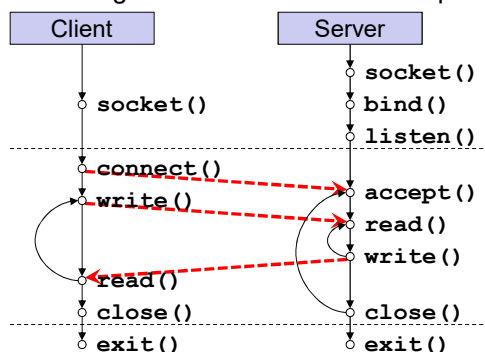 Client
Server
socket()
socket()
bind()
listen()
connect()
accept()
write()
read()
write()
read()
close()
close()
exit()
exit()